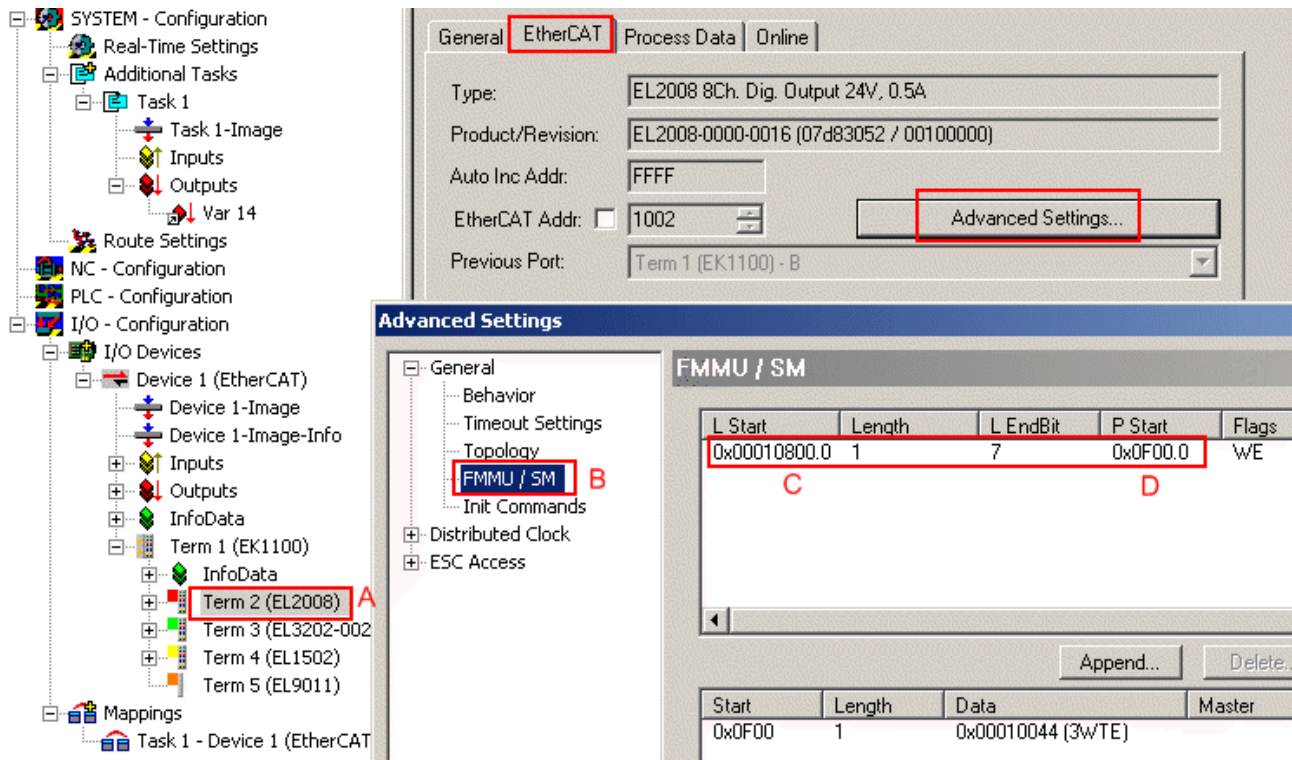 SYSTEM - Configuration
Real-Time Settings
Additional Tasks
Task 1
Task 1-Image
Inputs
Outputs
Var 14
Route Settings
NC - Configuration
PLC - Configuration
I/O - Configuration
I/O Devices
Device 1 (EtherCAT)
Device 1-Image
Device 1-Image-Info
Inputs
Outputs
InfoData
Term 1 (EK1100)
InfoData
Term 2 (EL2008) A
Term 3 (EL3202-002
Term 4 (EL1502)
Term 5 (EL9011)
Mappings
Task 1 - Device 1 (EtherCAT
General EtherCAT Process Data Online
Type: EL2008 8Ch. Dig. Output 24V, 0.5A
Product/Revision: EL2008-0000-0016 (07d83052 / 00100000)
Auto Inc Addr: FFFF
EtherCAT Addr: 1002 Advanced Settings...
Previous Port: Term 1 (EK1100) - B
Advanced Settings
General
Behavior
Timeout Settings
Topology
FMMU / SM B
Init Commands
Distributed Clock
ESC Access
FMMU / SM
L Start Length L EndBit P Start Flags
0x00010800.0 1 7 0x0F00.0 WE
C D
Append... Delete..
Start Length Data Master
0x0F00 1 0x00010044 (3WTE)